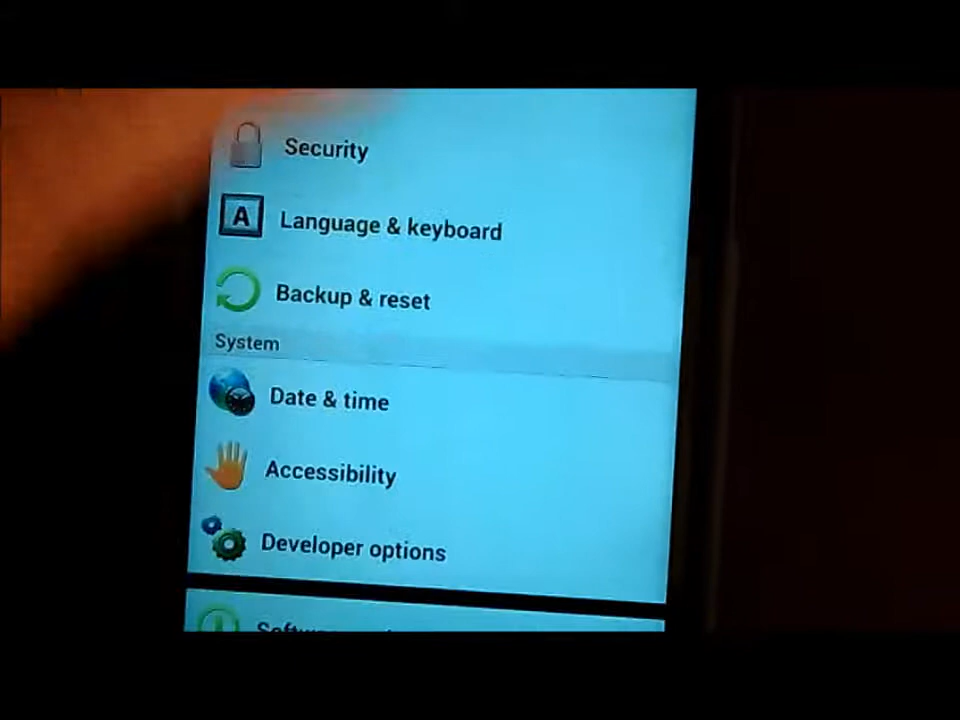 Security
A
Language & keyboard
Backup & reset
System
Date & time
Accessibility
Developer options